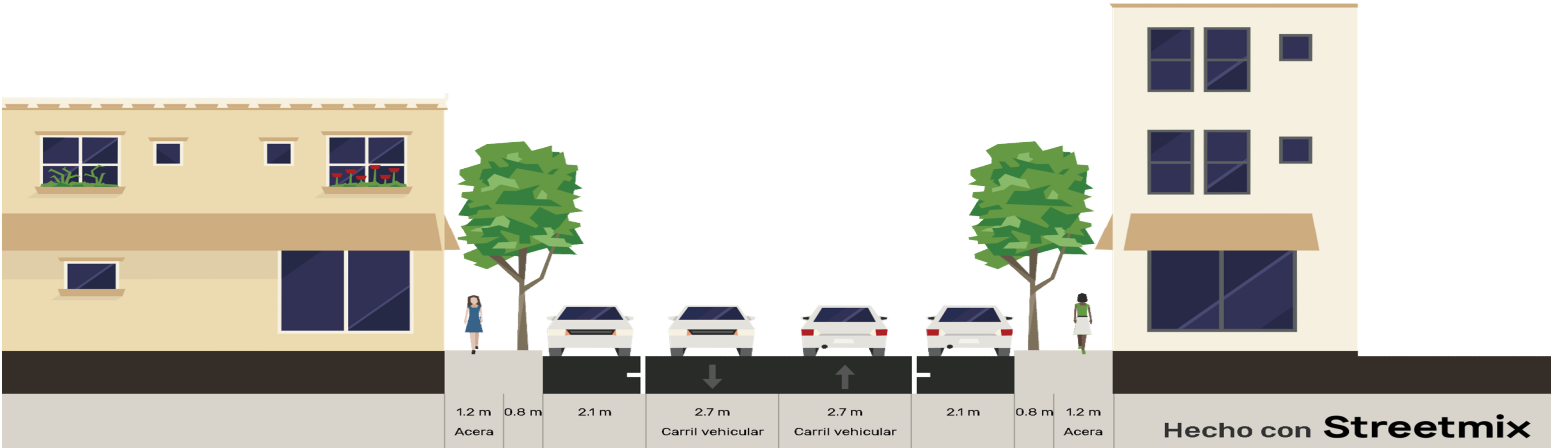 1.2 m 0.8 m 2.1 m 2.7 m 2.7 m 2.1 m 0.8 m 1.2 m
Acera Carril vehicular Carril vehicular Acera
Hecho con Streetmix